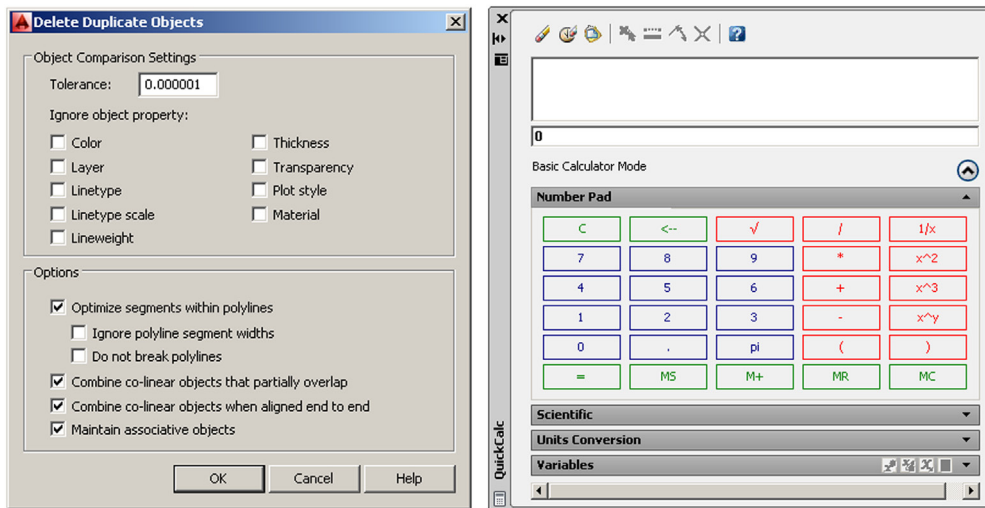 Delete Duplicate Objects
Object Comparison Settings
Tolerance: 0.000001
Ignore object property:
Color
Thickness
Layer
Transparency
Linetype
Plot style
Linetype scale
Material
Lineweight
Options
Optimize segments within polylines
Ignore polyline segment widths
Do not break polylines
Combine co-linear objects that partially overlap
Combine co-linear objects when aligned end to end
Maintain associative objects
OK Cancel Help
QuickCalc
0
Basic Calculator Mode
Number Pad
C <-- √ / 1/x
7 8 9 * x^2
4 5 6 + x^3
1 2 3 - x^y
0 . pi ( )
= MS M+ MR MC
Scientific
Units Conversion
Variables